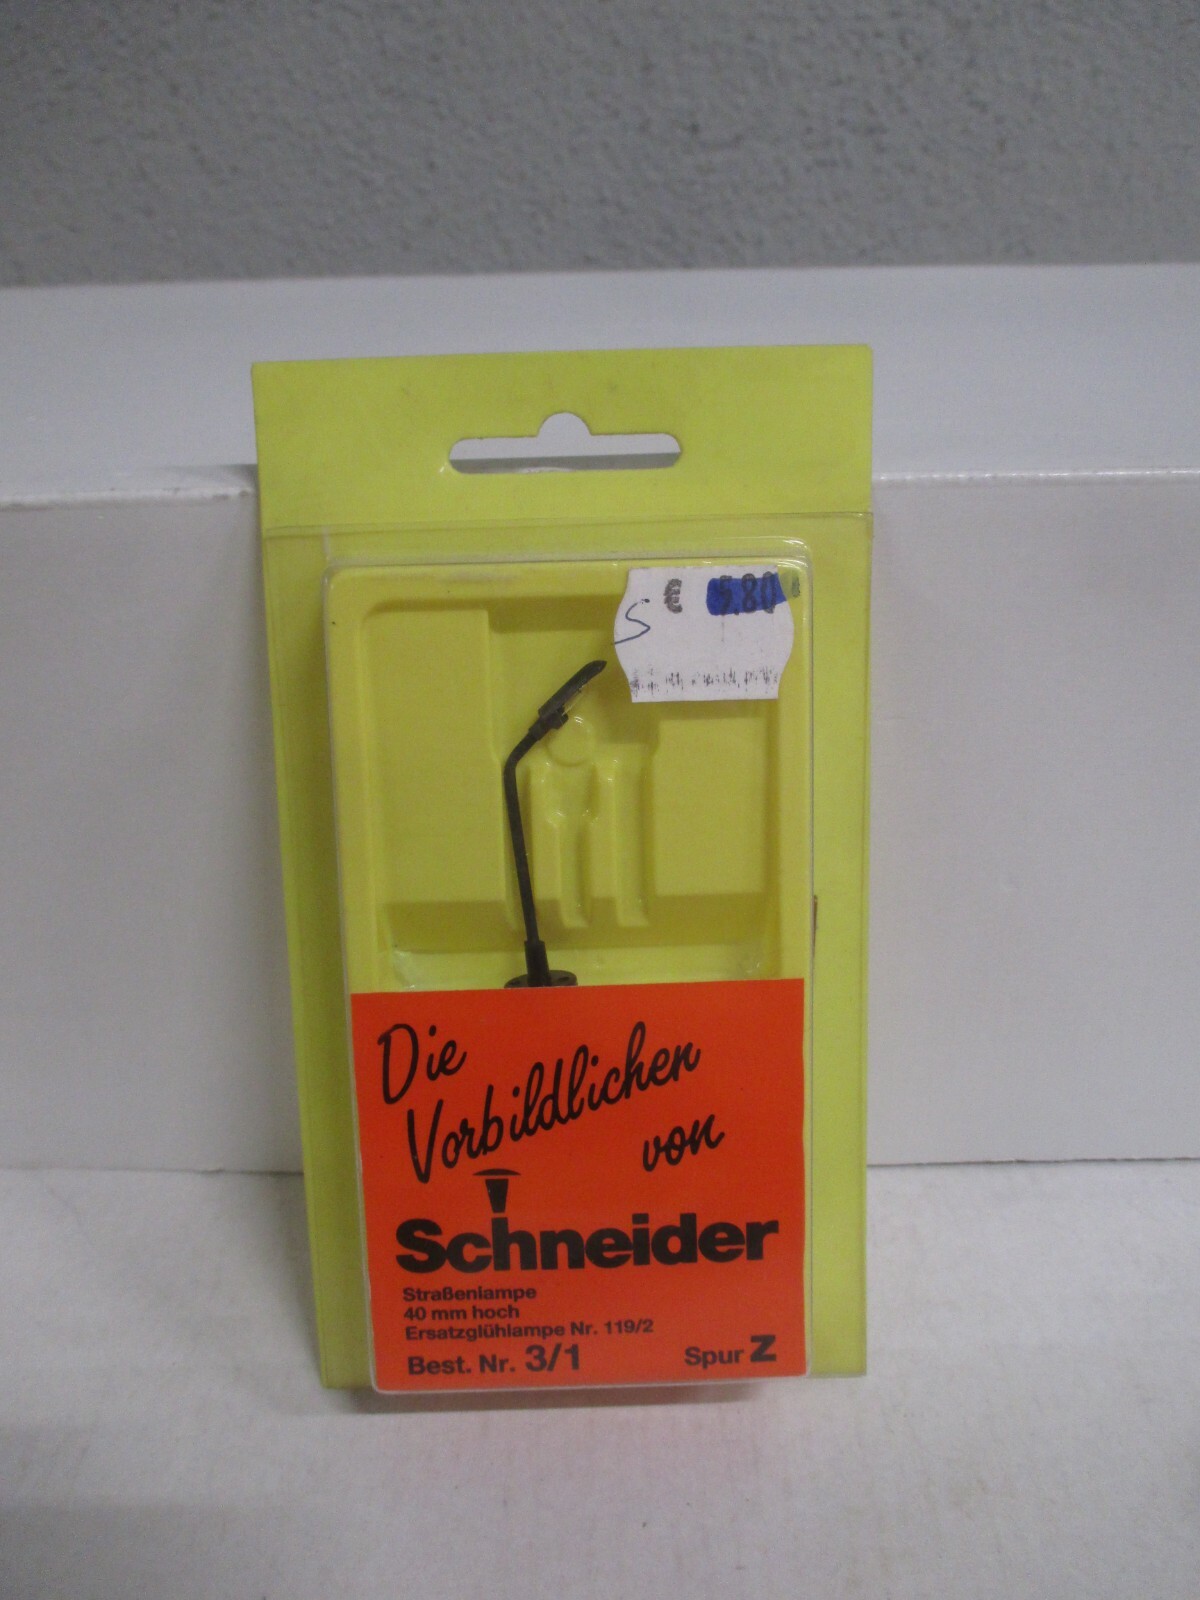 S € 5.80
Die
Vorbildlichen
von
Schneider
Straßenlampe
40 mm hoch
Ersatzglühlampe Nr. 119/2
Best. Nr. 3/1
Spur Z